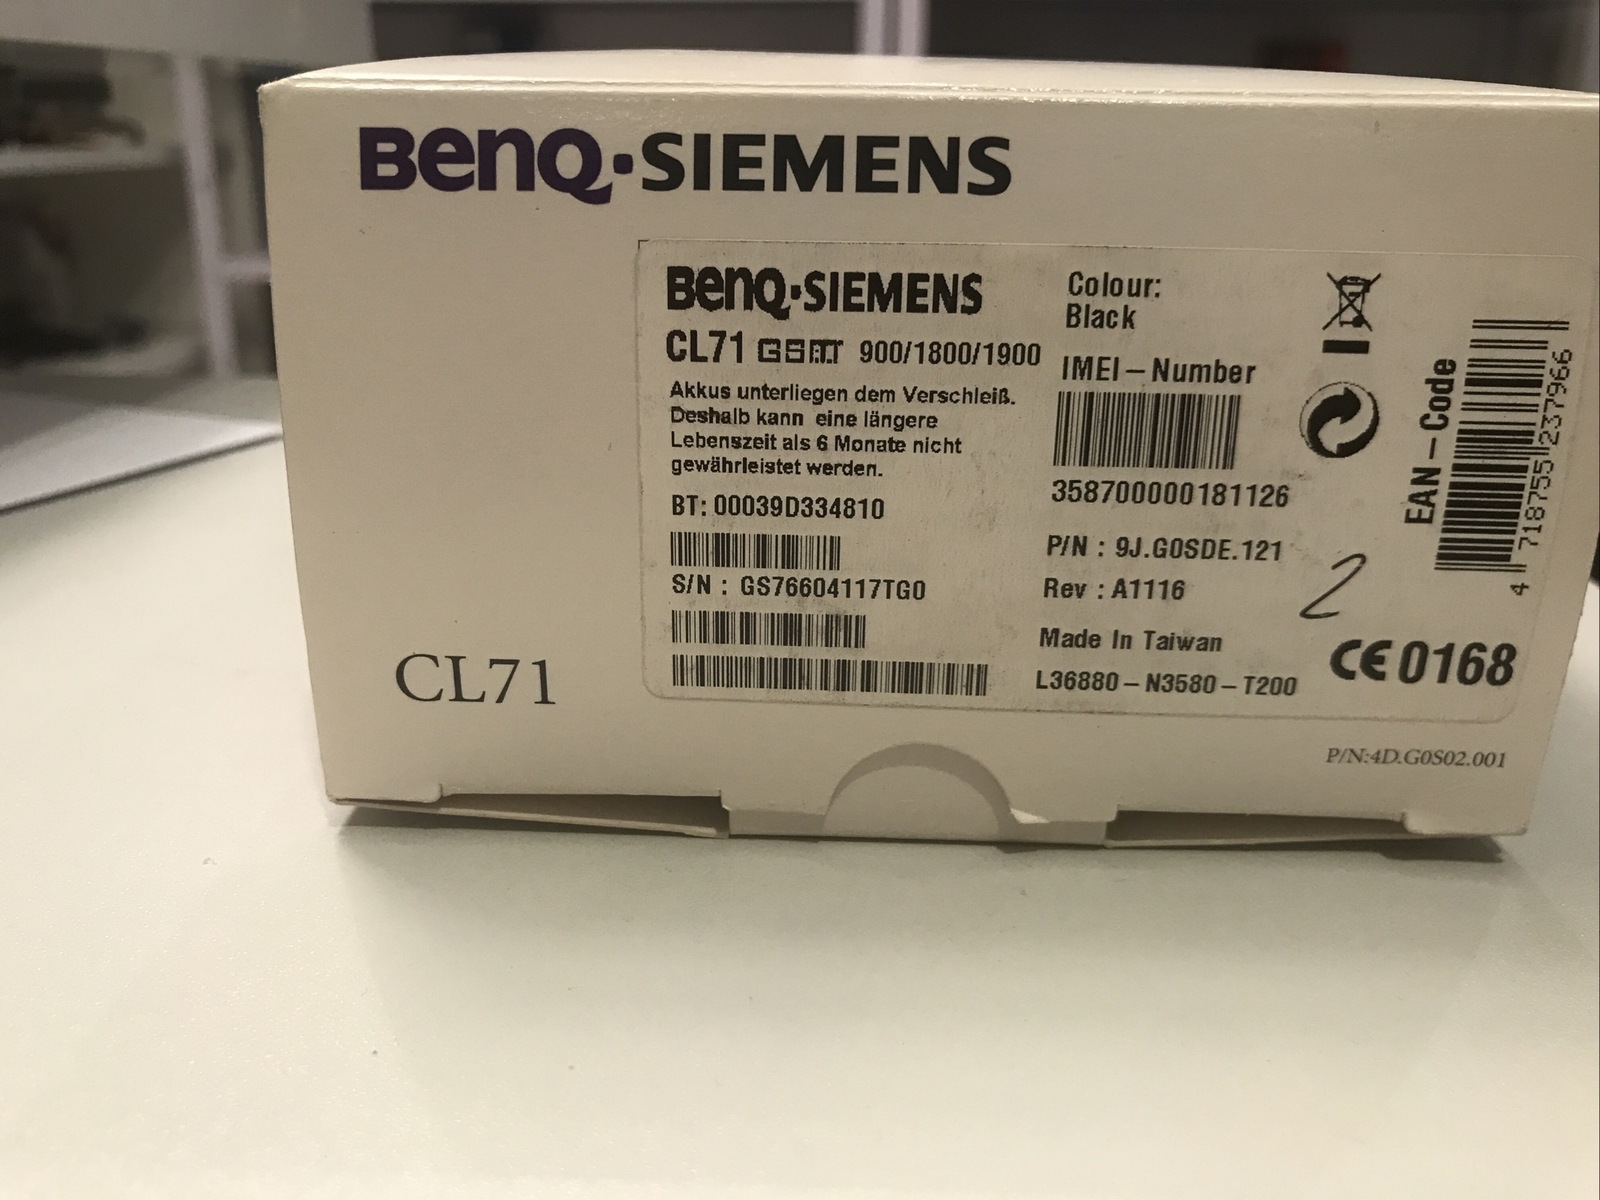 BenQ•SIEMENS
BenQ•SIEMENS
CL71 GSM 900/1800/1900
Akkus unterliegen dem Verschleiß.
Deshalb kann eine längere
Lebenszeit als 6 Monate nicht
gewährleistet werden.
BT: 00039D334810
S/N : GS76604117TG0
Colour:
Black
IMEI – Number
358700000181126
P/N : 9J.G0SDE.121
Rev : A1116
Made In Taiwan
L36880 – N3580 – T200
2
EAN – Code
4 718755 237966
CE 0168
CL71
P/N:4D.G0S02.001